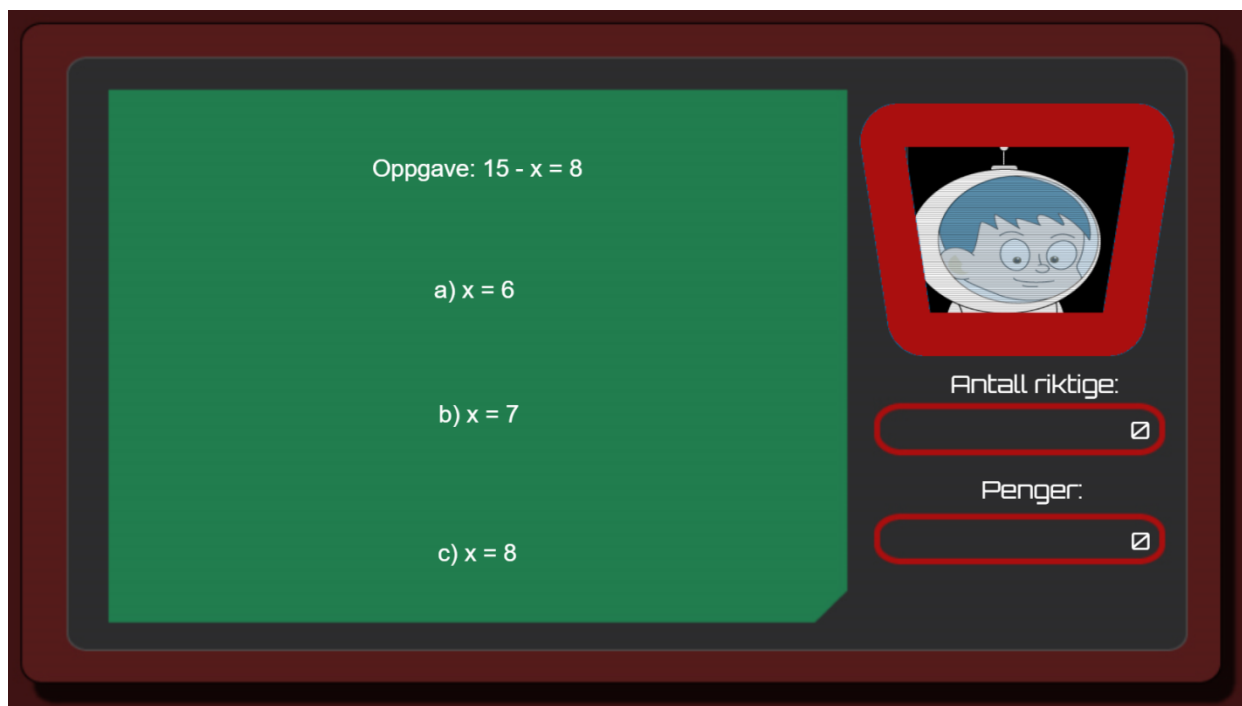 Oppgave: 15 - x = 8
a) x = 6
b) x = 7
c) x = 8
Antall riktige:
0
Penger:
0